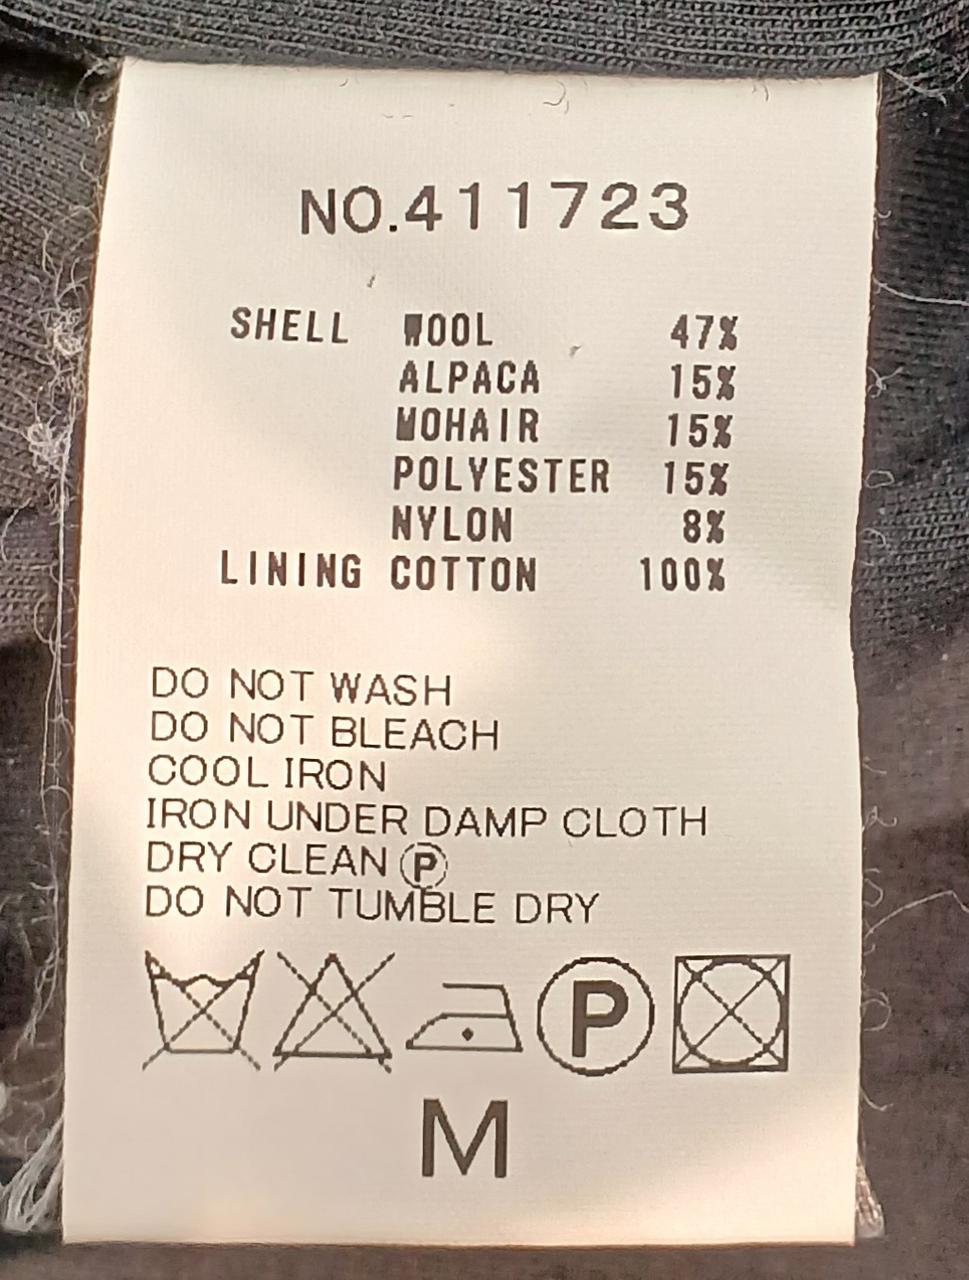 NO.411723
SHELL WOOL 47%
ALPACA 15%
MOHAIR 15%
POLYESTER 15%
NYLON 8%
LINING COTTON 100%
DO NOT WASH
DO NOT BLEACH
COOL IRON
IRON UNDER DAMP CLOTH
DRY CLEAN Ⓟ
DO NOT TUMBLE DRY
P
M